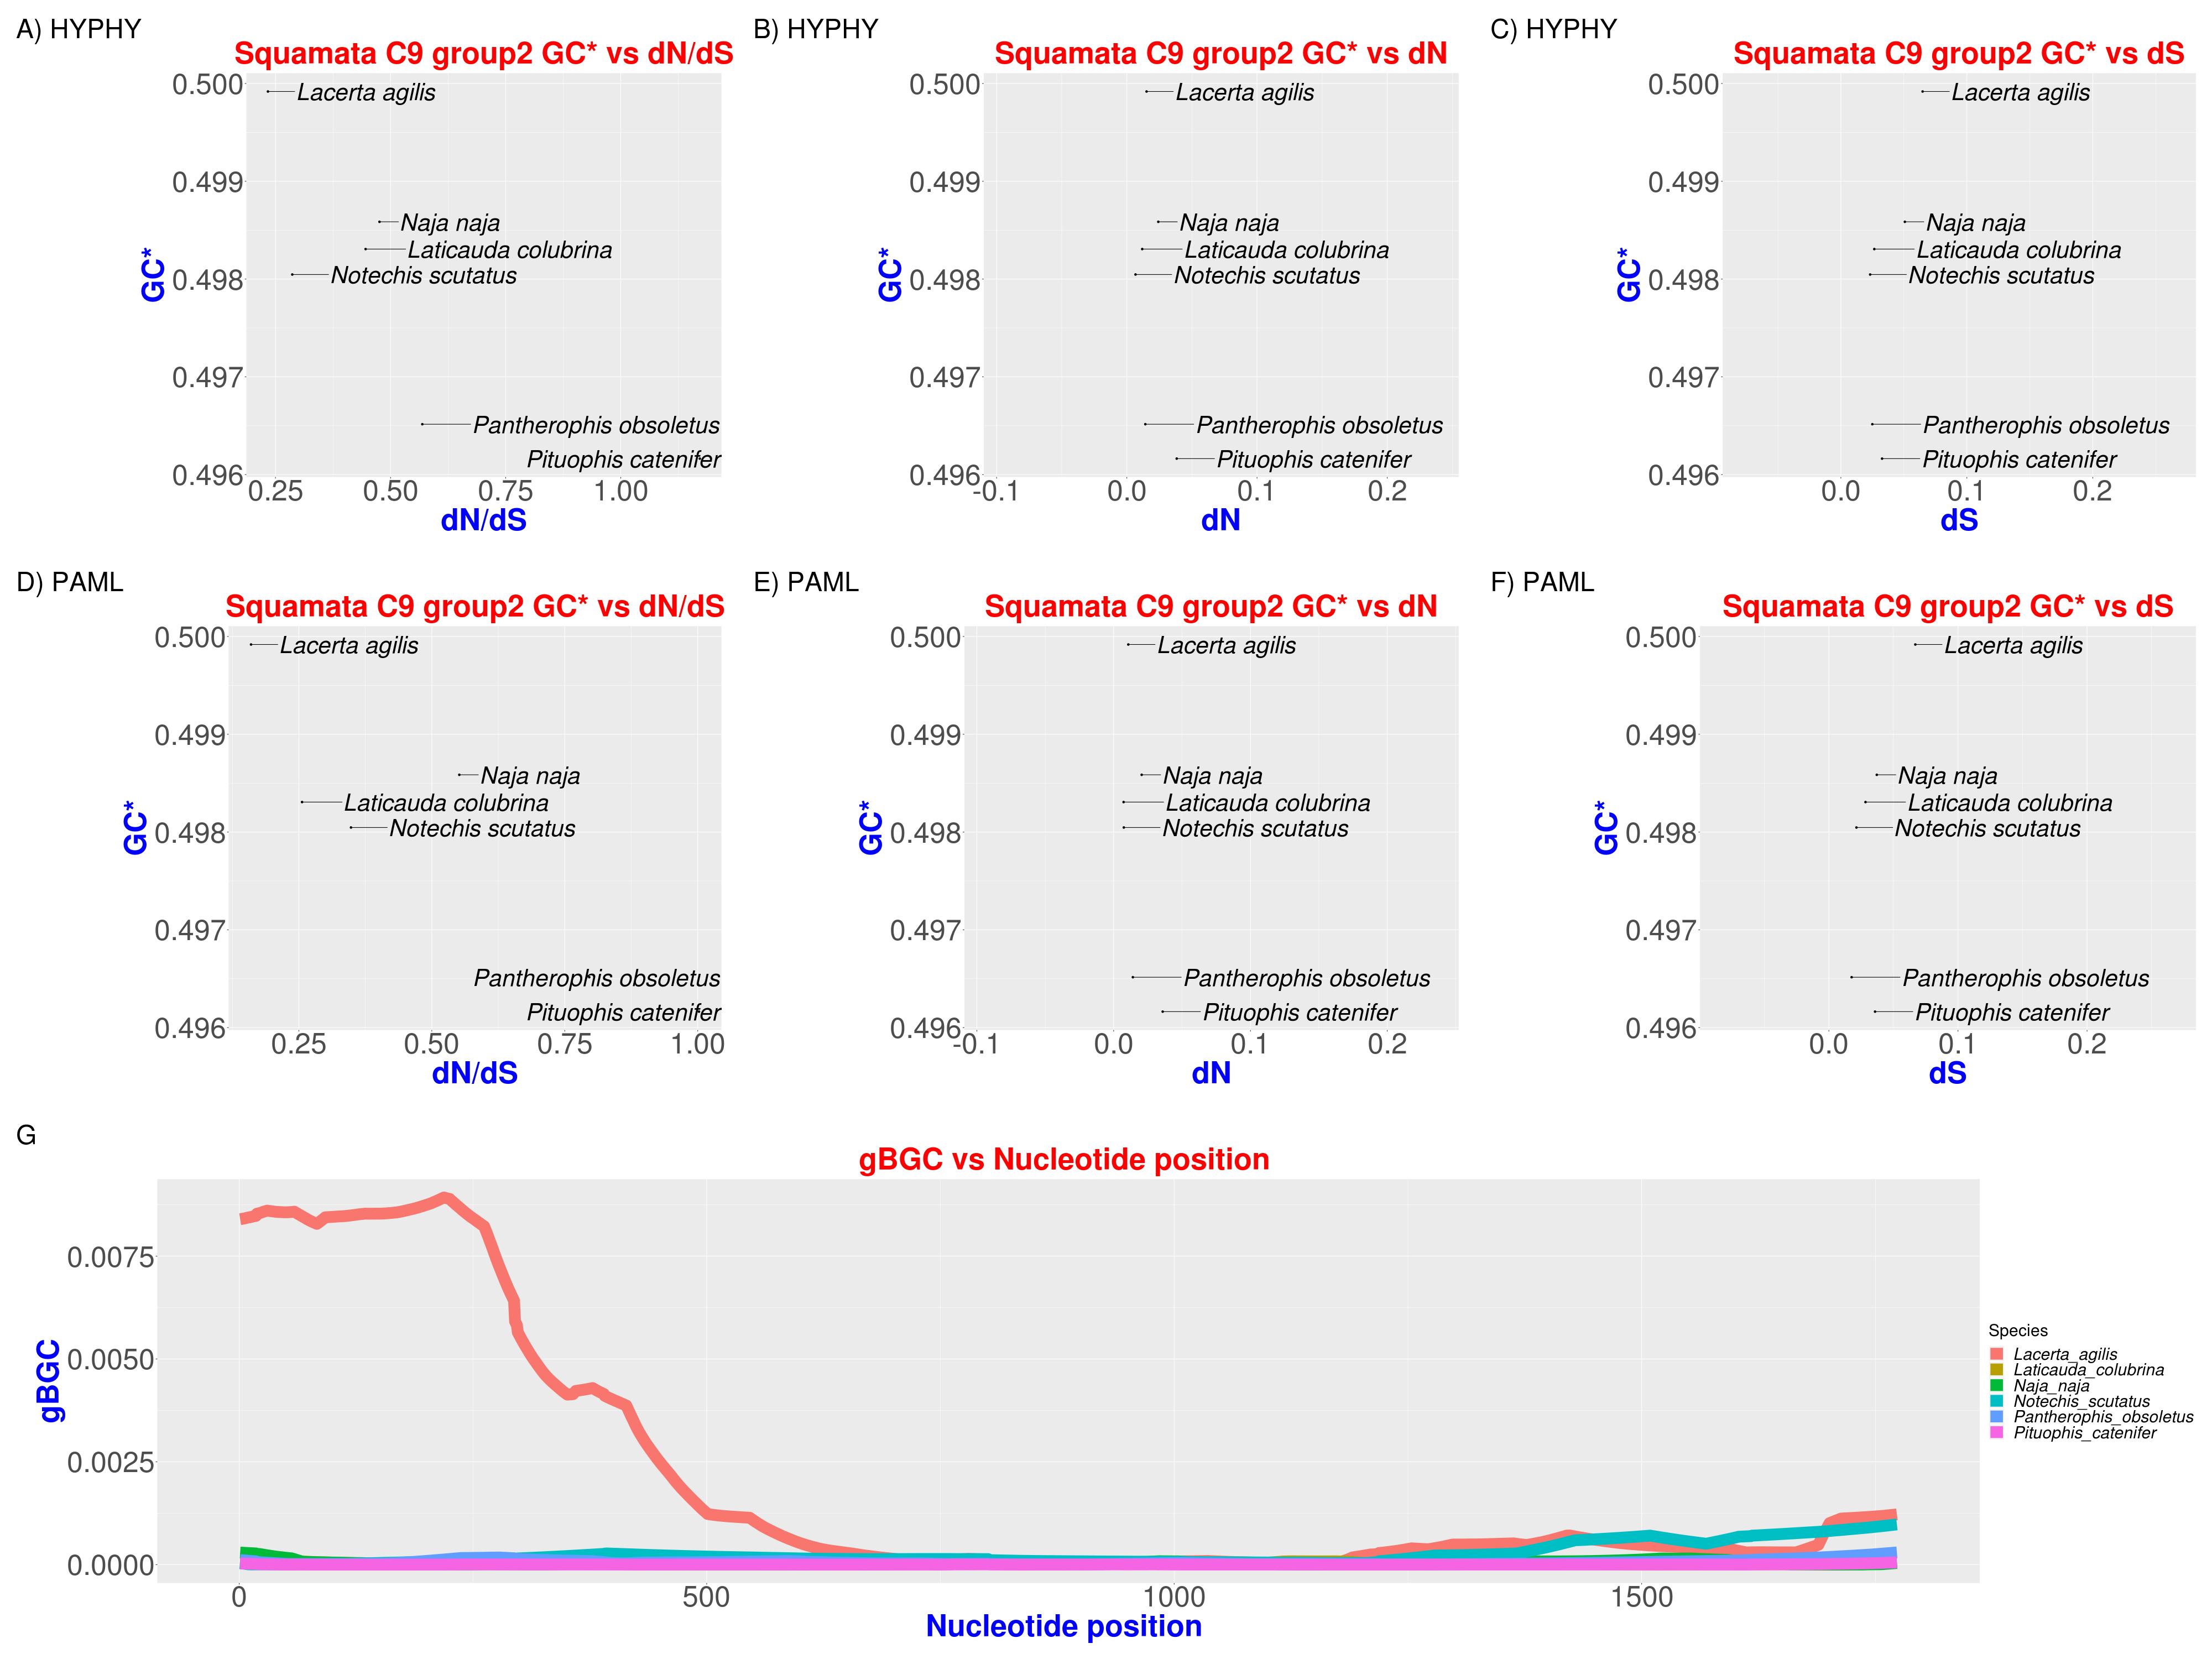 A) HYPHY
Squamata C9 group2 GC* vs dN/dS
0.500
0.499
0.498
0.497
0.496
GC*
Lacerta agilis
Naja naja
Laticauda colubrina
Notechis scutatus
Pantherophis obsoletus
Pituophis catenifer
0.25 0.50 0.75 1.00
dN/dS
B) HYPHY
Squamata C9 group2 GC* vs dN
0.500
0.499
0.498
0.497
0.496
GC*
Lacerta agilis
Naja naja
Laticauda colubrina
Notechis scutatus
Pantherophis obsoletus
Pituophis catenifer
-0.1 0.0 0.1 0.2
dN
C) HYPHY
Squamata C9 group2 GC* vs dS
0.500
0.499
0.498
0.497
0.496
GC*
Lacerta agilis
Naja naja
Laticauda colubrina
Notechis scutatus
Pantherophis obsoletus
Pituophis catenifer
0.0 0.1 0.2
dS
D) PAML
Squamata C9 group2 GC* vs dN/dS
0.500
0.499
0.498
0.497
0.496
GC*
Lacerta agilis
Naja naja
Laticauda colubrina
Notechis scutatus
Pantherophis obsoletus
Pituophis catenifer
0.25 0.50 0.75 1.00
dN/dS
E) PAML
Squamata C9 group2 GC* vs dN
0.500
0.499
0.498
0.497
0.496
GC*
Lacerta agilis
Naja naja
Laticauda colubrina
Notechis scutatus
Pantherophis obsoletus
Pituophis catenifer
-0.1 0.0 0.1 0.2
dN
F) PAML
Squamata C9 group2 GC* vs dS
0.500
0.499
0.498
0.497
0.496
GC*
Lacerta agilis
Naja naja
Laticauda colubrina
Notechis scutatus
Pantherophis obsoletus
Pituophis catenifer
0.0 0.1 0.2
dS
G
gBGC vs Nucleotide position
0.0075
0.0050
0.0025
0.0000
gBGC
0 500 1000 1500
Nucleotide position
Species
Lacerta_agilis
Laticauda_colubrina
Naja_naja
Notechis_scutatus
Pantherophis_obsoletus
Pituophis_catenifer